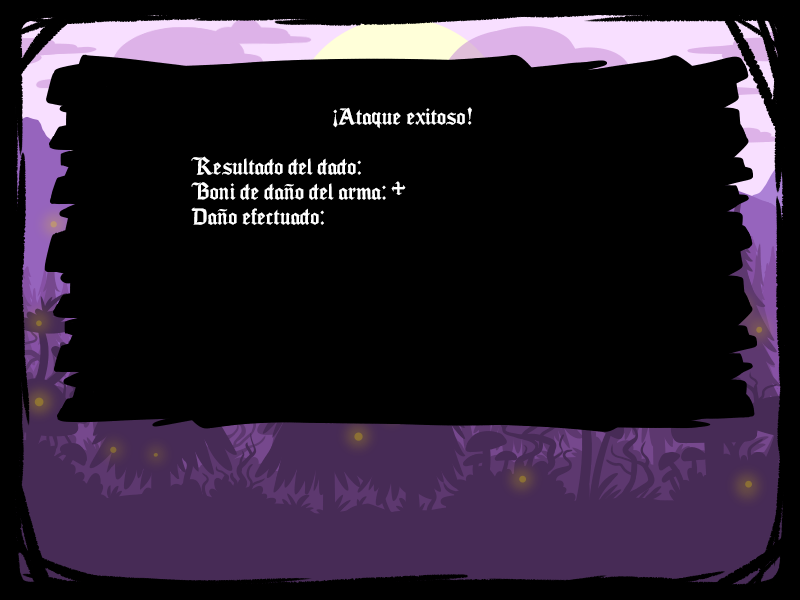 ¡Ataque exitoso!
Resultado del dado:
Boni de daño del arma: +
Daño efectuado: